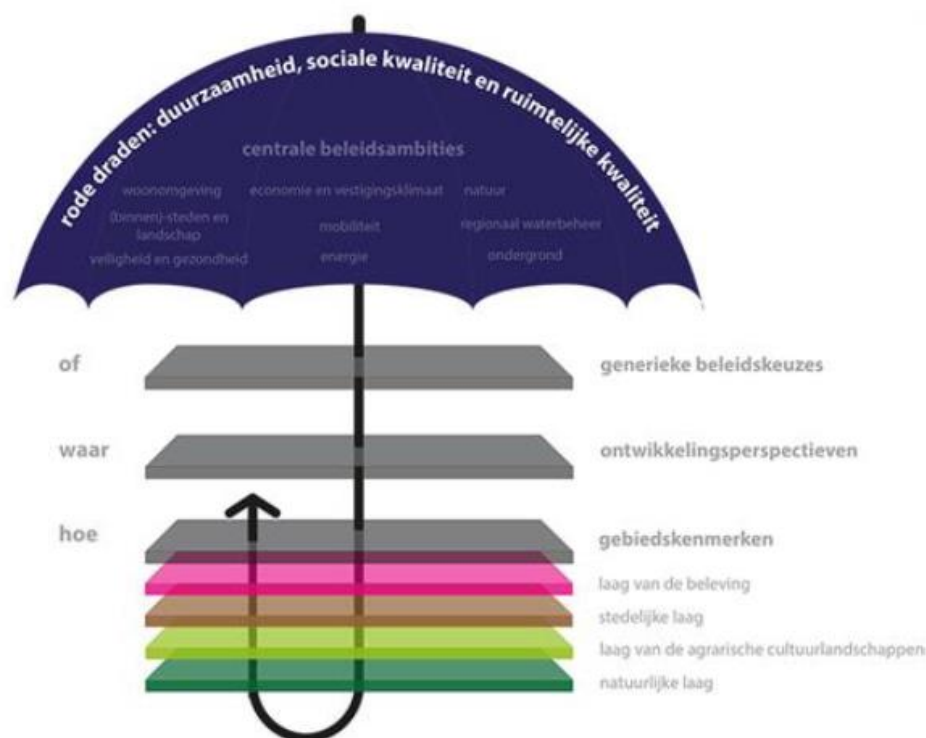 rode draden: duurzaamheid, sociale kwaliteit en ruimtelijke kwaliteit
centrale beleidsambities
woonomgeving
economie en vestigingsklimaat
natuur
(binnen)-steden en
landschap
mobiliteit
regionaal waterbeheer
veiligheid en gezondheid
energie
ondergrond
of
generieke beleidskeuzes
waar
ontwikkelingsperspectieven
hoe
gebiedskenmerken
laag van de beleving
stedelijke laag
laag van de agrarische cultuurlandschappen
natuurlijke laag